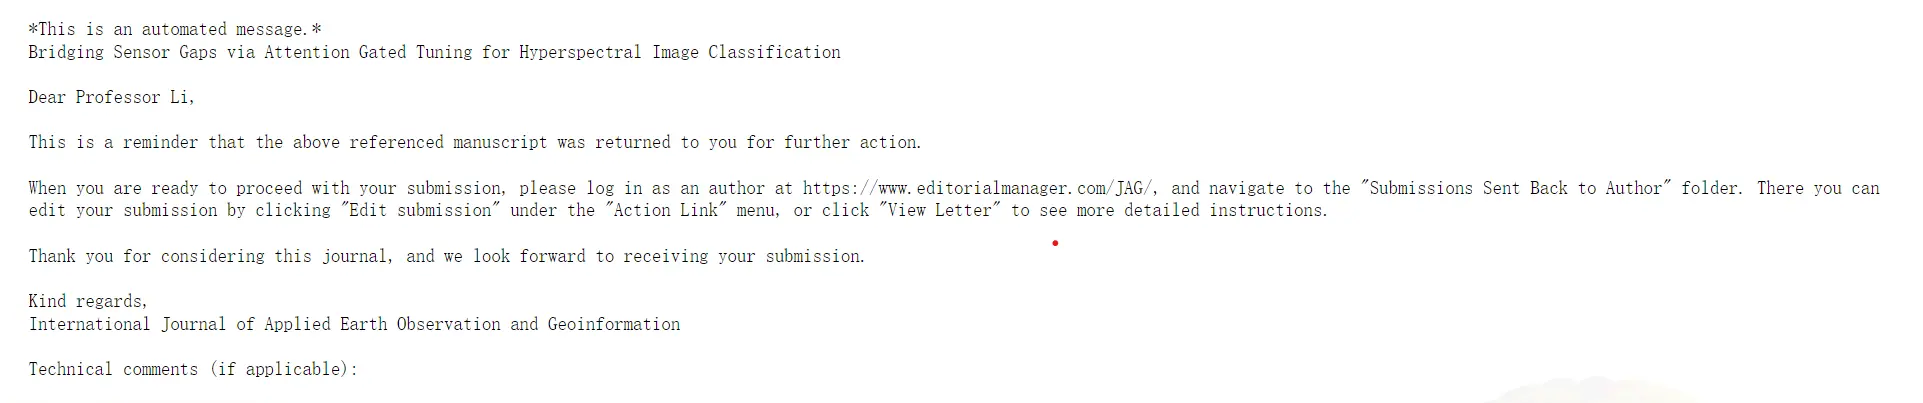 *This is an automated message.*
Bridging Sensor Gaps via Attention Gated Tuning for Hyperspectral Image Classification
Dear Professor Li,
This is a reminder that the above referenced manuscript was returned to you for further action.
When you are ready to proceed with your submission, please log in as an author at https://www.editorialmanager.com/JAG/, and navigate to the "Submissions Sent Back to Author" folder. There you can
edit your submission by clicking "Edit submission" under the "Action Link" menu, or click "View Letter" to see more detailed instructions.
Thank you for considering this journal, and we look forward to receiving your submission.
Kind regards,
International Journal of Applied Earth Observation and Geoinformation
Technical comments (if applicable):